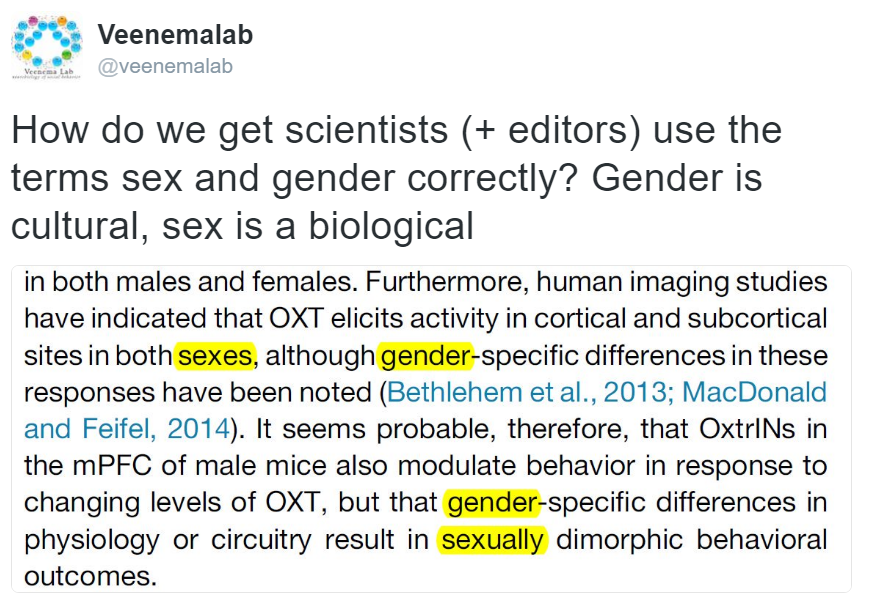 Veenemalab
@veenemalab
Veenema Lab
How do we get scientists (+ editors) use the
terms sex and gender correctly? Gender is
cultural, sex is a biological
in both males and females. Furthermore, human imaging studies
have indicated that OXT elicits activity in cortical and subcortical
sites in both sexes, although gender-specific differences in these
responses have been noted (Bethlehem et al., 2013; MacDonald
and Feifel, 2014). It seems probable, therefore, that OxtrINs in
the mPFC of male mice also modulate behavior in response to
changing levels of OXT, but that gender-specific differences in
physiology or circuitry result in sexually dimorphic behavioral
outcomes.